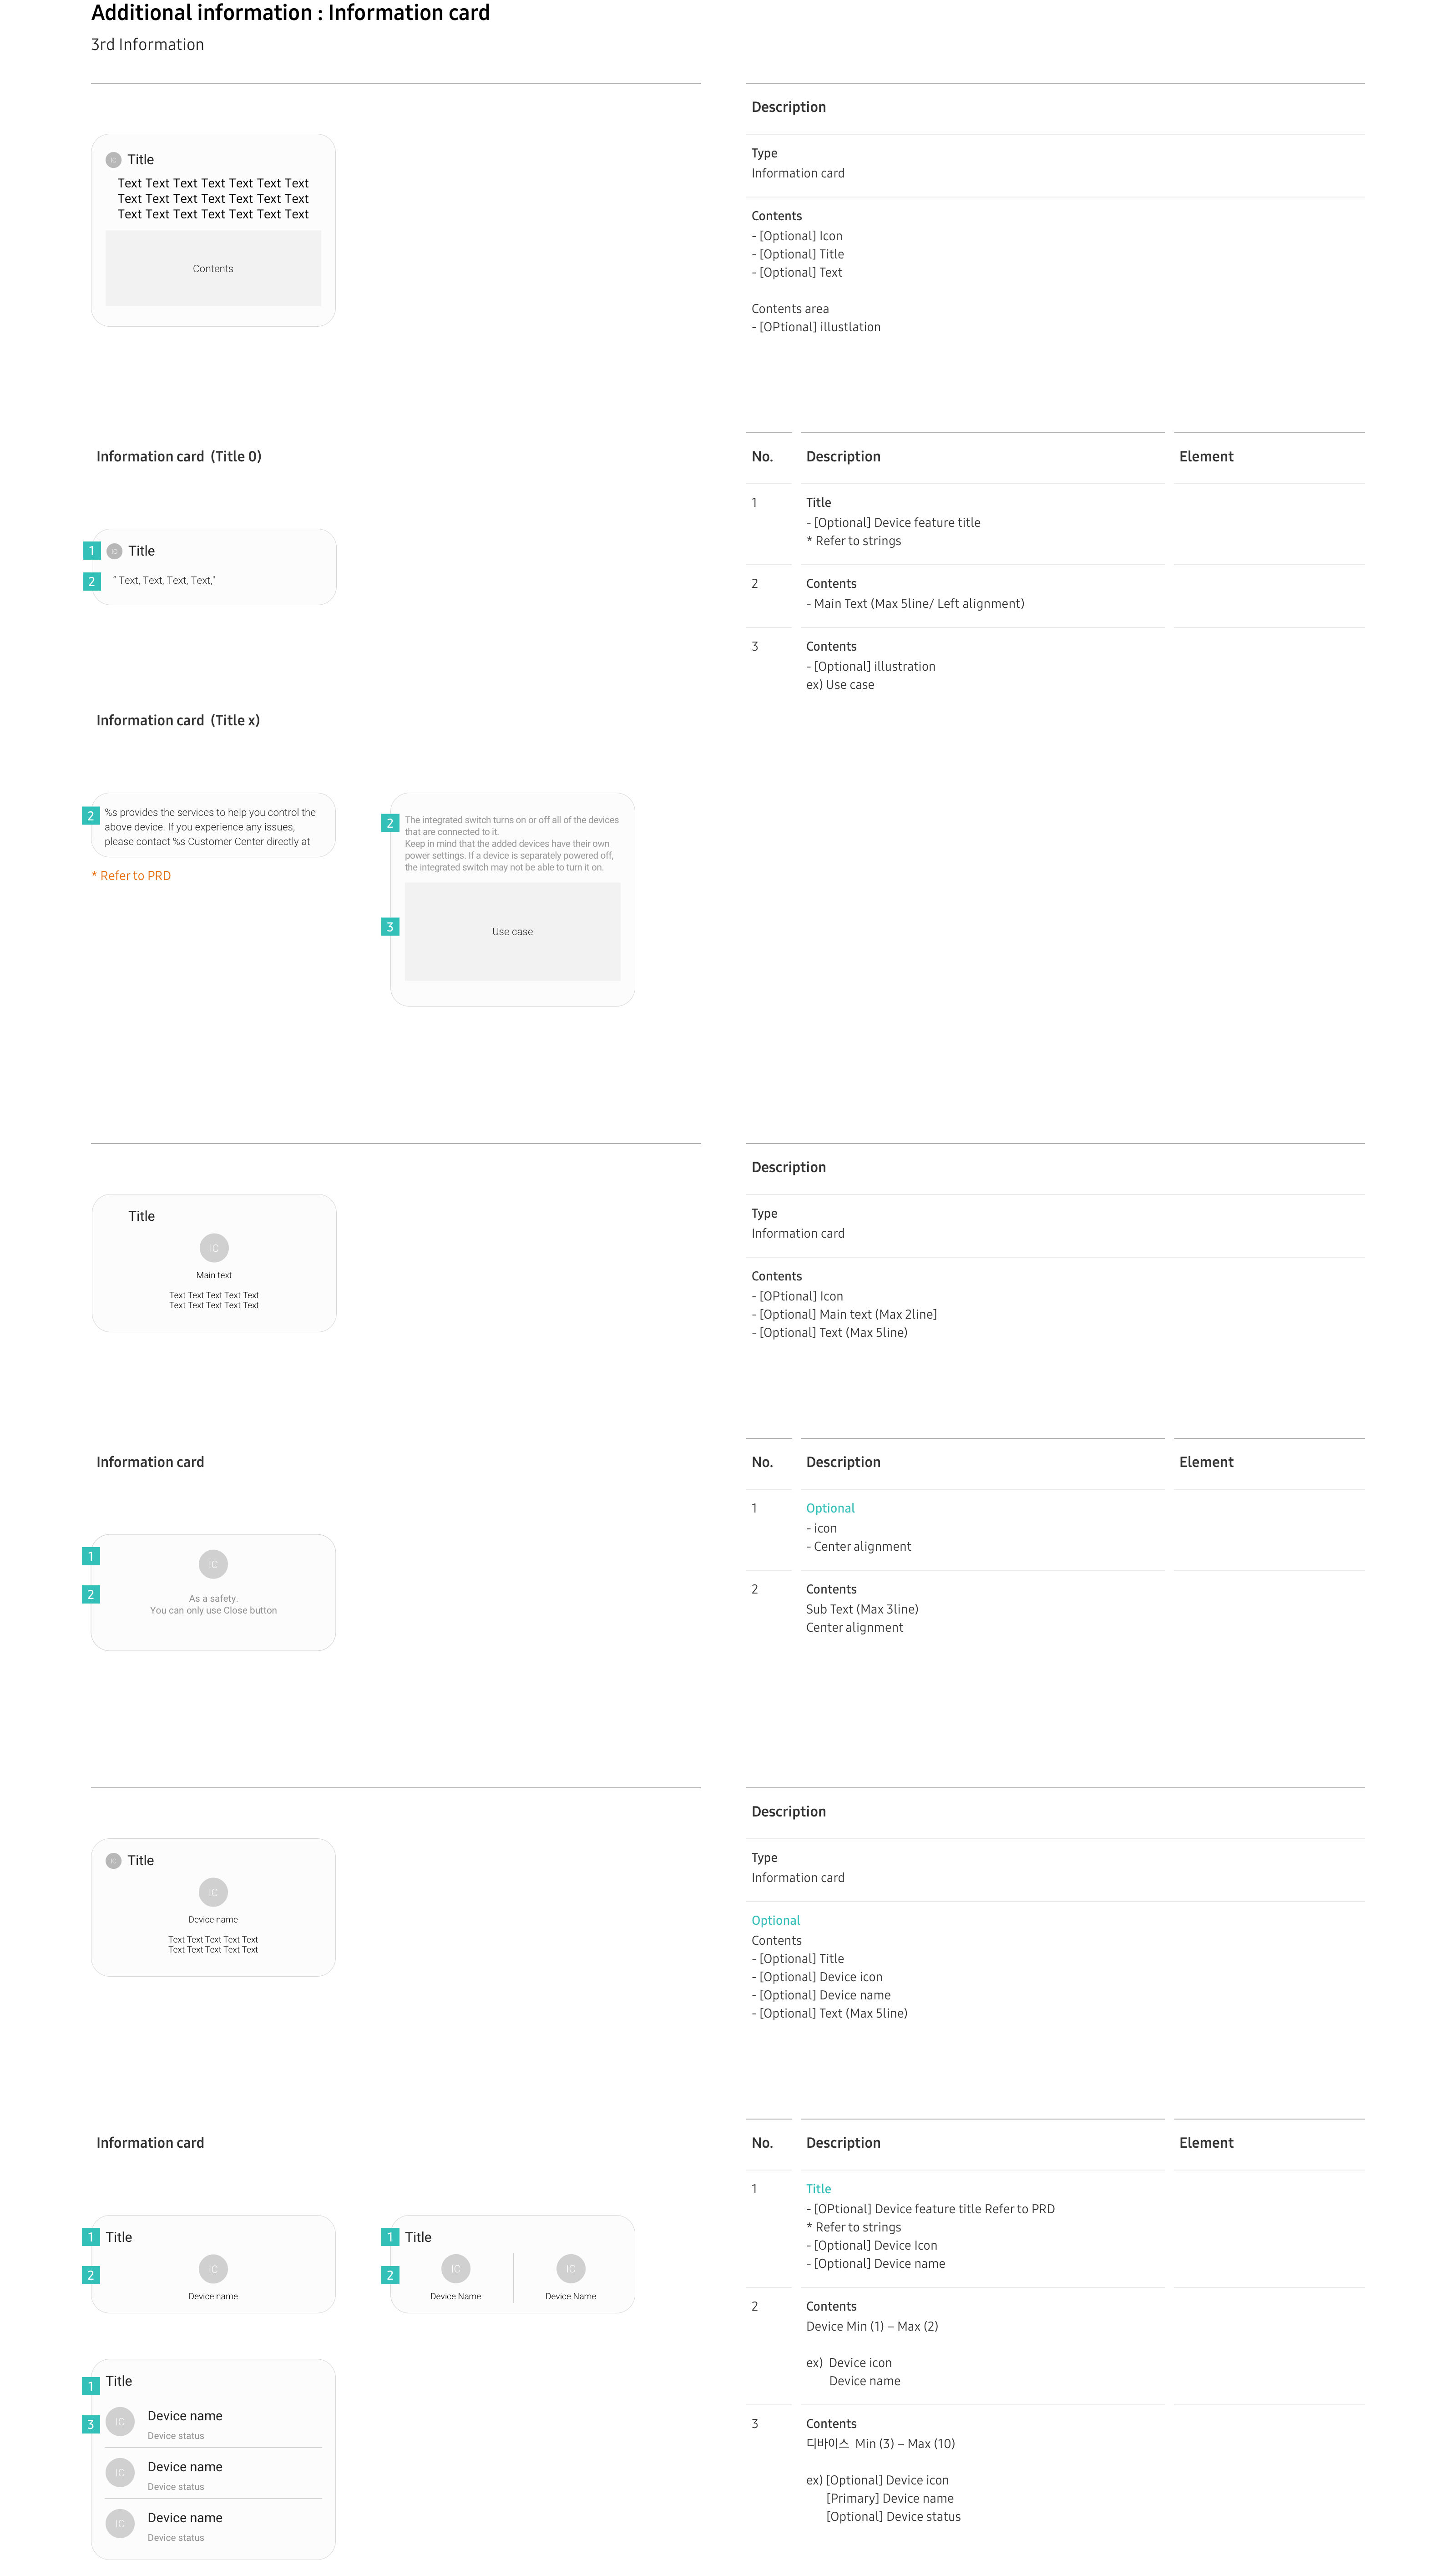 Additional information : Information card
3rd Information
Description
IC Title
Text Text Text Text Text Text Text
Text Text Text Text Text Text Text
Text Text Text Text Text Text Text
Contents
Type
Information card
Contents
- [Optional] Icon
- [Optional] Title
- [Optional] Text
Contents area
- [OPtional] illustlation
Information card (Title 0)
No. Description Element
1 IC Title
2 " Text, Text, Text, Text,"
1 Title
- [Optional] Device feature title
* Refer to strings
2 Contents
- Main Text (Max 5line/ Left alignment)
3 Contents
- [Optional] illustration
ex) Use case
Information card (Title x)
2 %s provides the services to help you control the
above device. If you experience any issues,
please contact %s Customer Center directly at
* Refer to PRD
2 The integrated switch turns on or off all of the devices
that are connected to it.
Keep in mind that the added devices have their own
power settings. If a device is separately powered off,
the integrated switch may not be able to turn it on.
3 Use case
Description
Title
IC
Main text
Text Text Text Text Text
Text Text Text Text Text
Type
Information card
Contents
- [OPtional] Icon
- [Optional] Main text (Max 2line]
- [Optional] Text (Max 5line)
Information card
No. Description Element
1 IC
2 As a safety.
You can only use Close button
1 Optional
- icon
- Center alignment
2 Contents
Sub Text (Max 3line)
Center alignment
Description
IC Title
IC
Device name
Text Text Text Text Text
Text Text Text Text Text
Type
Information card
Optional
Contents
- [Optional] Title
- [Optional] Device icon
- [Optional] Device name
- [Optional] Text (Max 5line)
Information card
No. Description Element
1 Title
2 IC
Device name
1 Title
2 IC IC
Device Name Device Name
1 Title
3 IC Device name
Device status
IC Device name
Device status
IC Device name
Device status
1 Title
- [OPtional] Device feature title Refer to PRD
* Refer to strings
- [Optional] Device Icon
- [Optional] Device name
2 Contents
Device Min (1) – Max (2)
ex) Device icon
Device name
3 Contents
디바이스 Min (3) – Max (10)
ex) [Optional] Device icon
[Primary] Device name
[Optional] Device status